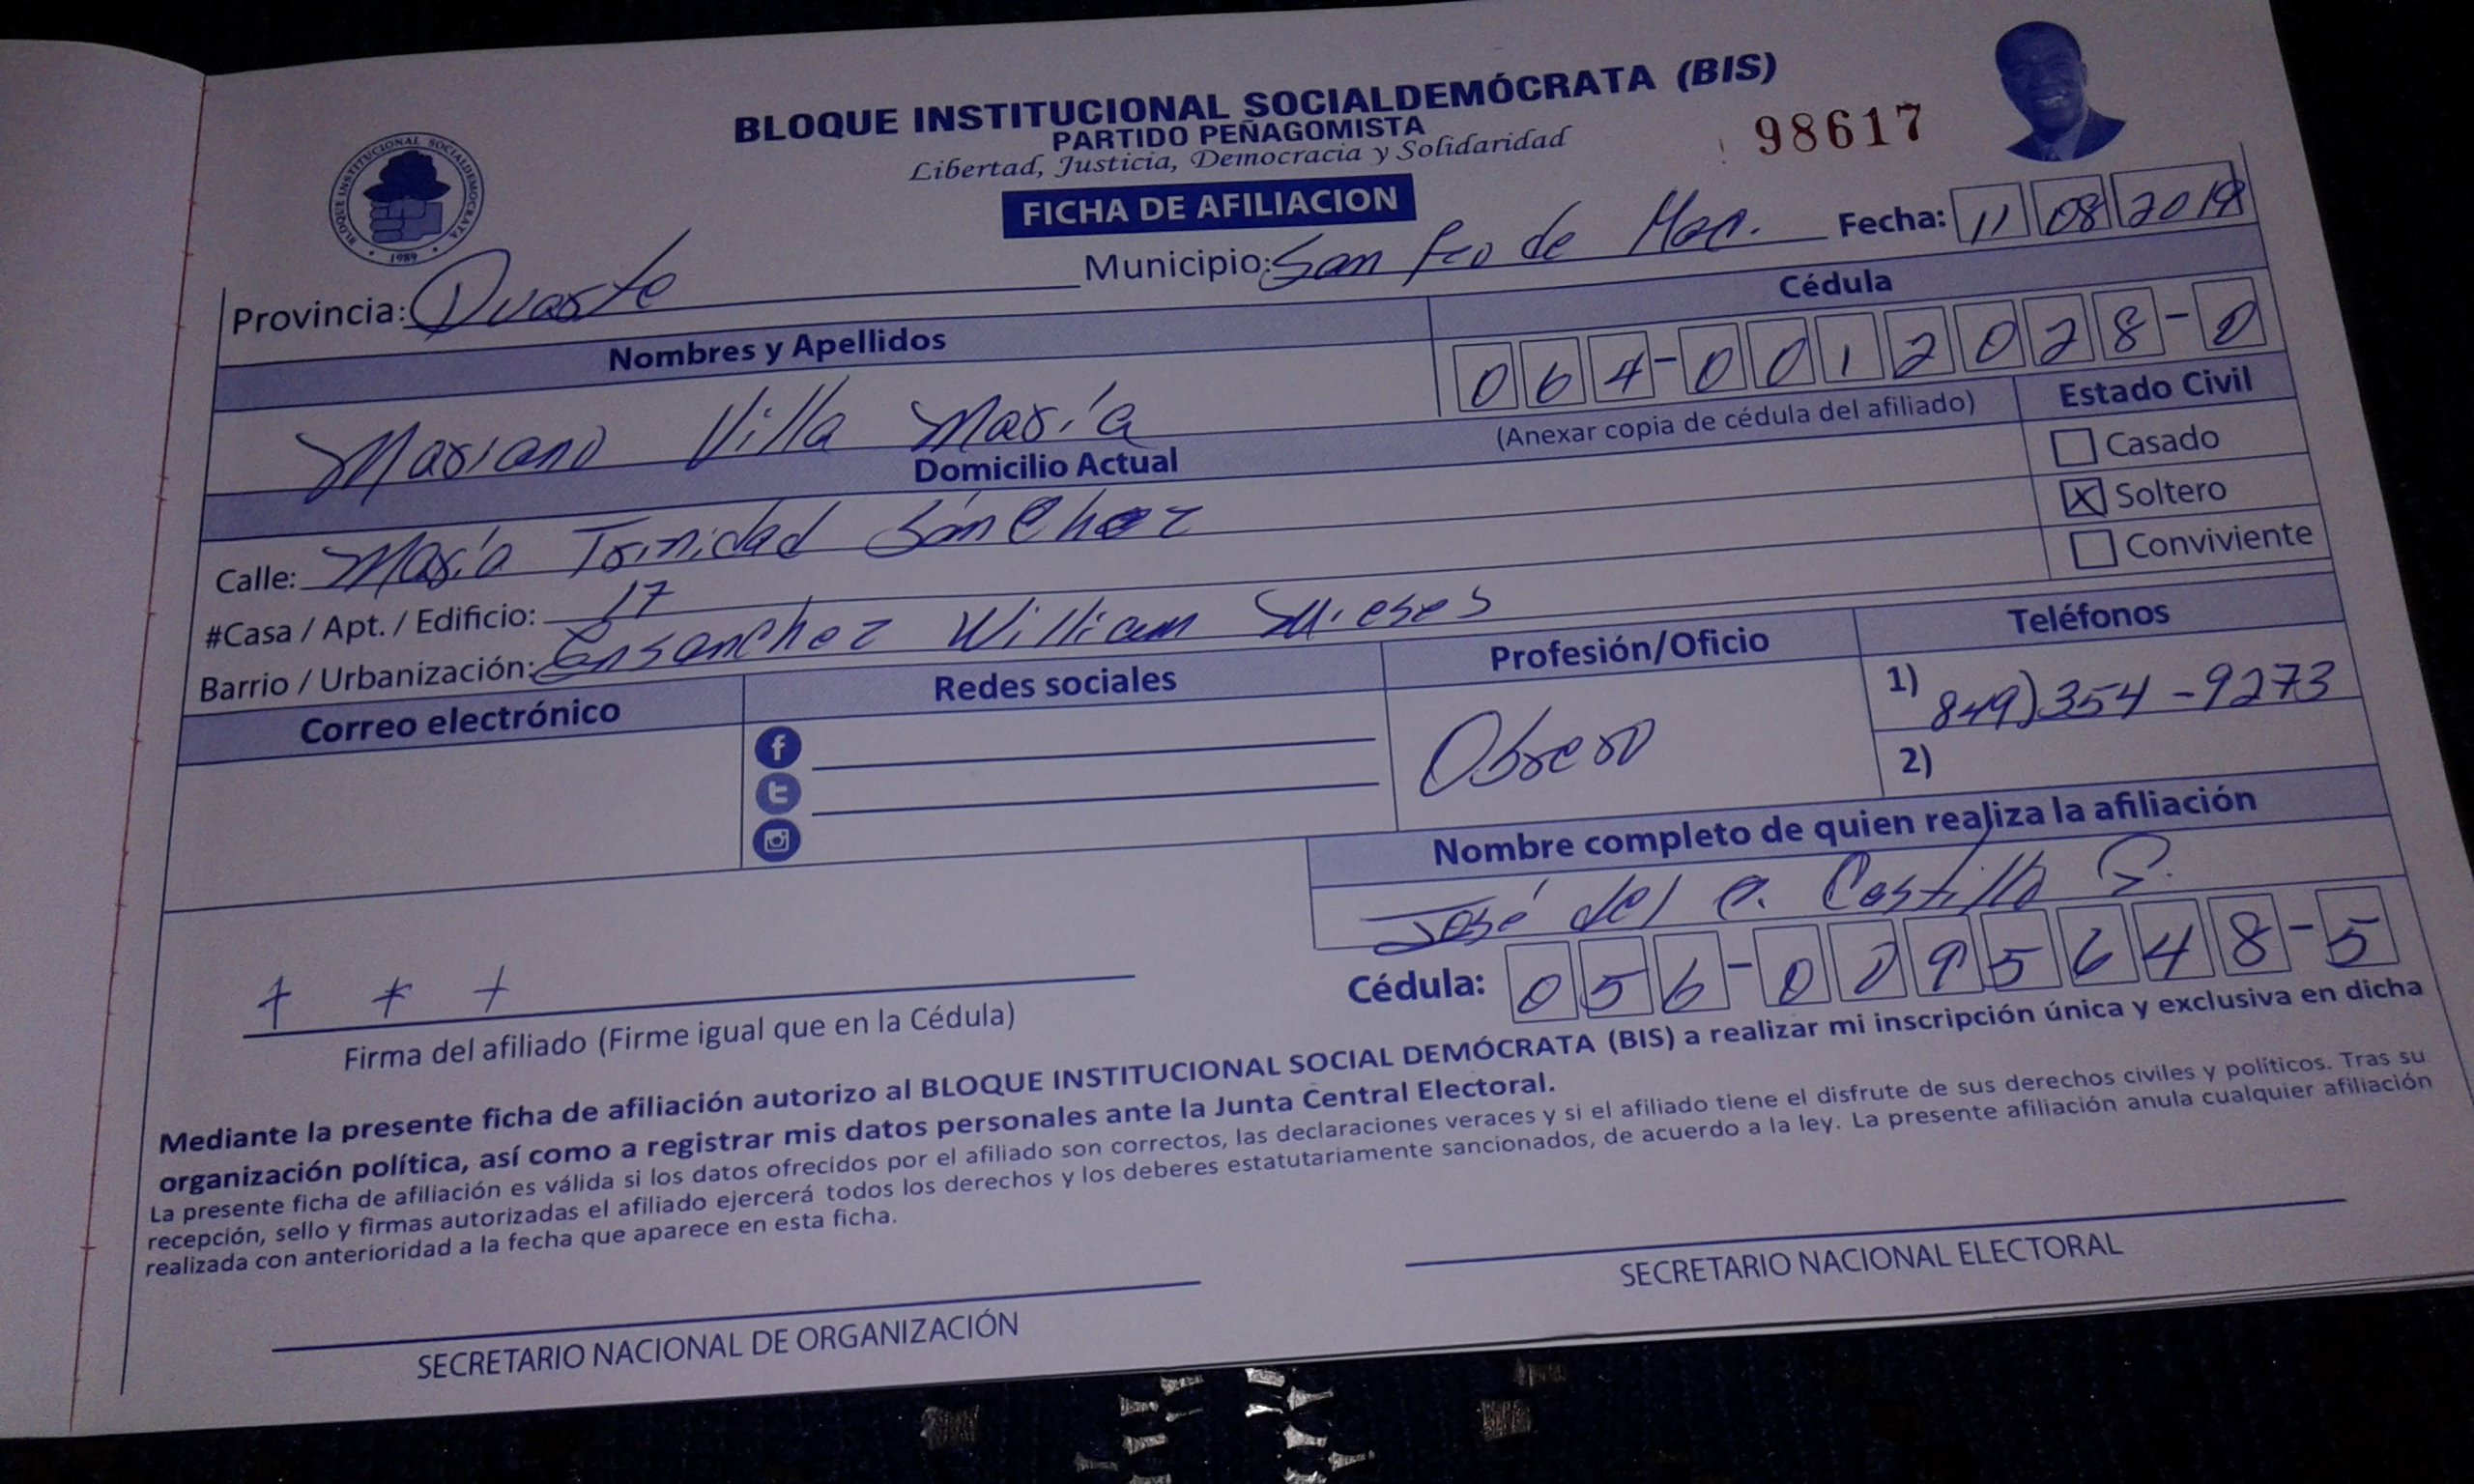 BLOQUE INSTITUCIONAL SOCIALDEMÓCRATA (BIS)
PARTIDO PEÑAGOMISTA
Libertad, Justicia, Democracia y Solidaridad
98617
FICHA DE AFILIACION
BLOQUE INSTITUCIONAL SOCIALDEMOCRATA
1989
Provincia: Duarte Municipio: San Fco de Mac. Fecha: 11 08 2019
Nombres y Apellidos Cédula
Mariano Villa María 064-0012028-0
(Anexar copia de cédula del afiliado)
Estado Civil
Casado
X Soltero
Conviviente
Domicilio Actual
Calle: María Trinidad Sánchez
#Casa / Apt. / Edificio: 17
Barrio / Urbanización: Ensanchez William Mieses
Correo electrónico Redes sociales Profesión/Oficio Teléfonos
Obrero
1) 849)354-9273
2)
Nombre completo de quien realiza la afiliación
José del C. Castillo G.
Cédula: 056-0095648-5
+ + +
Firma del afiliado (Firme igual que en la Cédula)
Mediante la presente ficha de afiliación autorizo al BLOQUE INSTITUCIONAL SOCIAL DEMÓCRATA (BIS) a realizar mi inscripción única y exclusiva en dicha
organización política, así como a registrar mis datos personales ante la Junta Central Electoral.
La presente ficha de afiliación es válida si los datos ofrecidos por el afiliado son correctos, las declaraciones veraces y si el afiliado tiene el disfrute de sus derechos civiles y políticos. Tras su
recepción, sello y firmas autorizadas el afiliado ejercerá todos los derechos y los deberes estatutariamente sancionados, de acuerdo a la ley. La presente afiliación anula cualquier afiliación
realizada con anterioridad a la fecha que aparece en esta ficha.
SECRETARIO NACIONAL DE ORGANIZACIÓN
SECRETARIO NACIONAL ELECTORAL